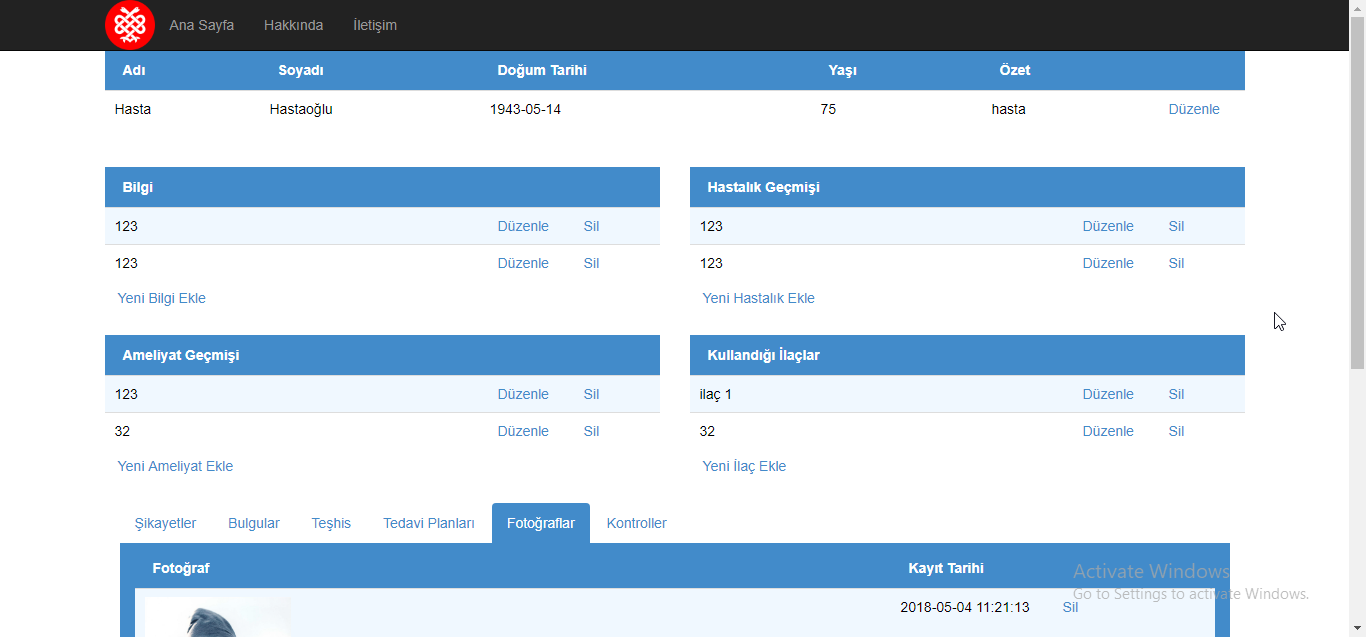 Ana Sayfa Hakkında İletişim
Adı Soyadı Doğum Tarihi Yaşı Özet
Hasta Hastaoğlu 1943-05-14 75 hasta Düzenle
Bilgi
123 Düzenle Sil
123 Düzenle Sil
Yeni Bilgi Ekle
Hastalık Geçmişi
123 Düzenle Sil
123 Düzenle Sil
Yeni Hastalık Ekle
Ameliyat Geçmişi
123 Düzenle Sil
32 Düzenle Sil
Yeni Ameliyat Ekle
Kullandığı İlaçlar
ilaç 1 Düzenle Sil
32 Düzenle Sil
Yeni İlaç Ekle
Şikayetler Bulgular Teşhis Tedavi Planları Fotoğraflar Kontroller
Fotoğraf Kayıt Tarihi
2018-05-04 11:21:13 Sil
Activate Windows
Go to Settings to activate Windows.